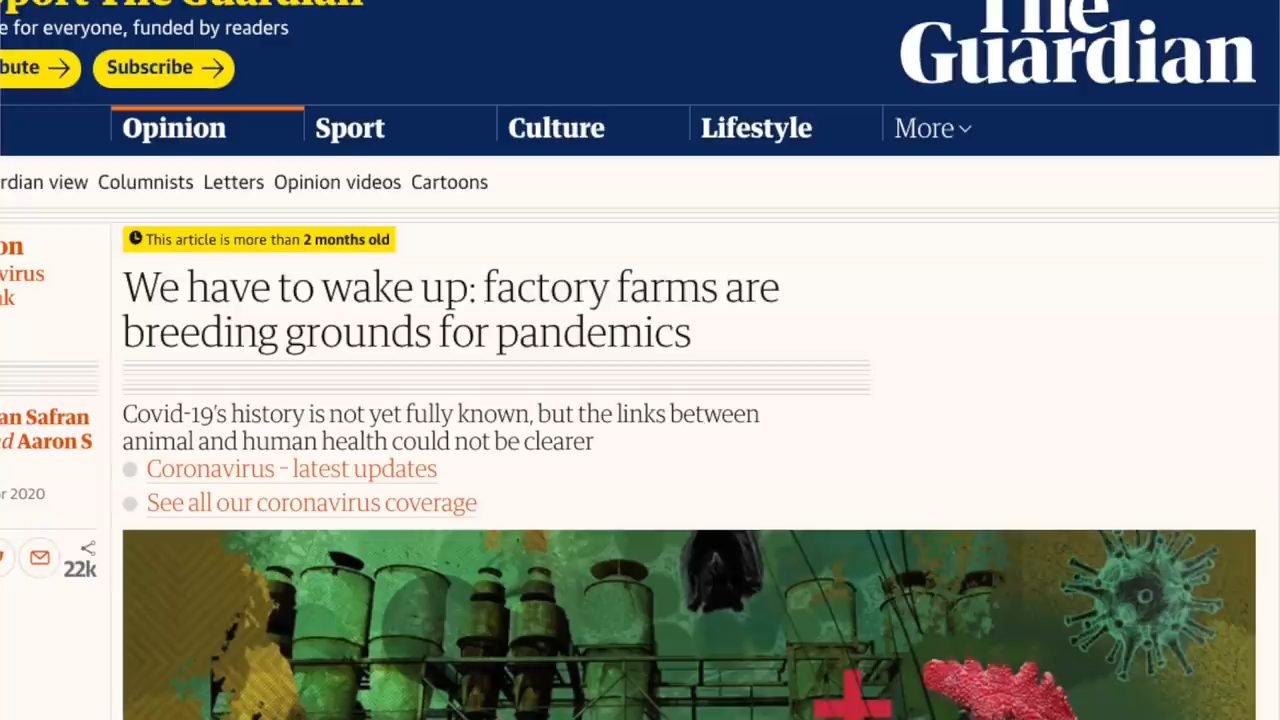 pport The Guardian
e for everyone, funded by readers
bute → Subscribe →
The
Guardian
Opinion Sport Culture Lifestyle More
rdian view Columnists Letters Opinion videos Cartoons
This article is more than 2 months old
on
virus
ak
We have to wake up: factory farms are
breeding grounds for pandemics
an Safran
d Aaron S
r 2020
22k
Covid-19's history is not yet fully known, but the links between
animal and human health could not be clearer
Coronavirus – latest updates
See all our coronavirus coverage